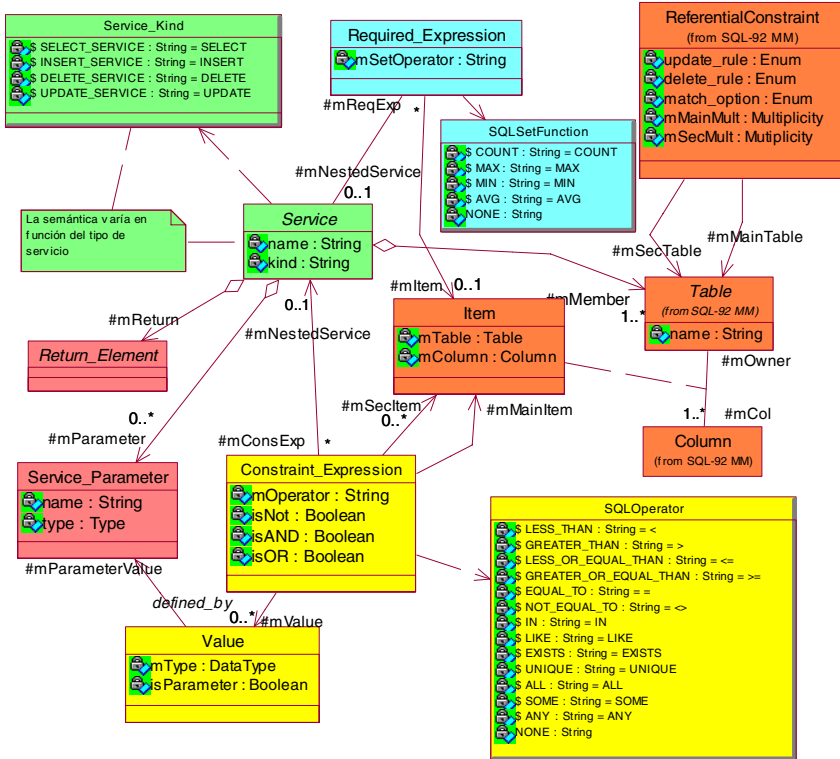 Service_Kind
$ SELECT_SERVICE : String = SELECT
$ INSERT_SERVICE : String = INSERT
$ DELETE_SERVICE : String = DELETE
$ UPDATE_SERVICE : String = UPDATE
Required_Expression
mSetOperator : String
ReferentialConstraint
(from SQL-92 MM)
update_rule : Enum
delete_rule : Enum
match_option : Enum
mMainMult : Multiplicity
mSecMult : Mutiplicity
#mReqExp
*
SQLSetFunction
$ COUNT : String = COUNT
$ MAX : String = MAX
$ MIN : String = MIN
$ AVG : String = AVG
NONE : String
#mNestedService
0..1
La semántica varía en
función del tipo de
servicio
Service
name : String
kind : String
#mSecTable
#mMainTable
#mItem
0..1
#mMember
1..*
Table
(from SQL-92 MM)
name : String
#mReturn
0..1
#mNestedService
Item
mTable : Table
mColumn : Column
Return_Element
#mOwner
0..*
#mParameter
#mConsExp
*
#mSecItem
0..*
#mMainItem
1..*
#mCol
Column
(from SQL-92 MM)
Service_Parameter
name : String
type : Type
Constraint_Expression
mOperator : String
isNot : Boolean
isAND : Boolean
isOR : Boolean
SQLOperator
$ LESS_THAN : String = <
$ GREATER_THAN : String = >
$ LESS_OR_EQUAL_THAN : String = <=
$ GREATER_OR_EQUAL_THAN : String = >=
$ EQUAL_TO : String = ==
$ NOT_EQUAL_TO : String = <>
$ IN : String = IN
$ LIKE : String = LIKE
$ EXISTS : String = EXISTS
$ UNIQUE : String = UNIQUE
$ ALL : String = ALL
$ SOME : String = SOME
$ ANY : String = ANY
NONE : String
#mParameterValue
defined_by
0..*
#mValue
Value
mType : DataType
isParameter : Boolean